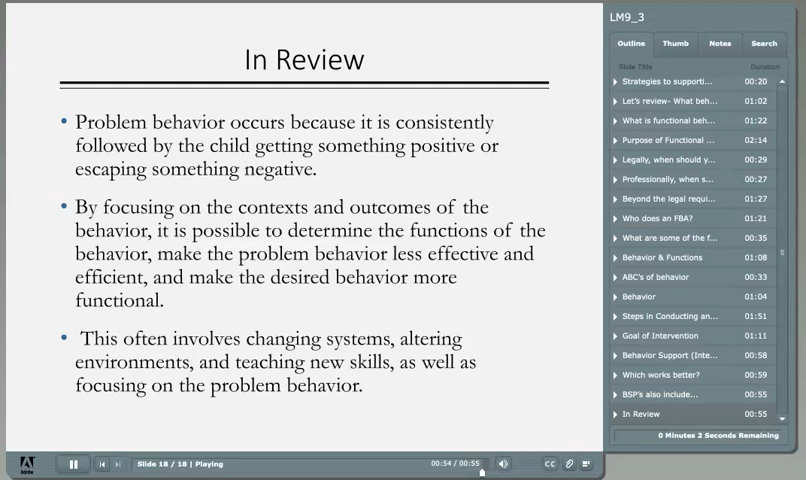 In Review
• Problem behavior occurs because it is consistently
followed by the child getting something positive or
escaping something negative.
• By focusing on the contexts and outcomes of the
behavior, it is possible to determine the functions of the
behavior, make the problem behavior less effective and
efficient, and make the desired behavior more
functional.
• This often involves changing systems, altering
environments, and teaching new skills, as well as
focusing on the problem behavior.
Adobe
Slide 18 / 18 | Playing
00:54 / 00:55
CC
LM9_3
Outline Thumb Notes Search
Slide Title Duration
Strategies to supporti... 00:20
Let's review- What beh... 01:02
What is functional beh... 01:22
Purpose of Functional ... 02:14
Legally, when should y... 00:29
Professionally, when s... 00:27
Beyond the legal requi... 01:27
Who does an FBA? 01:21
What are some of the f... 00:35
Behavior & Functions 01:08
ABC's of behavior 00:33
Behavior 01:04
Steps in Conducting an... 01:51
Goal of Intervention 01:11
Behavior Support (Inte... 00:58
Which works better? 00:59
BSP's also include... 00:55
In Review 00:55
0 Minutes 2 Seconds Remaining